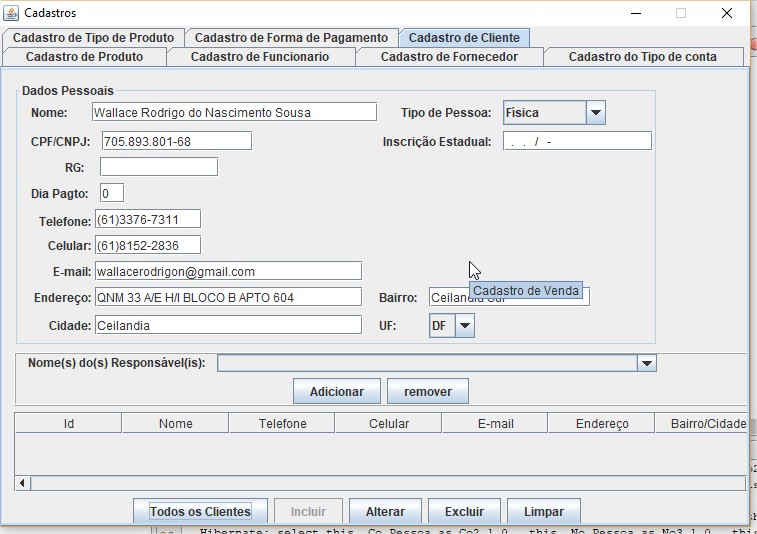 Cadastros
Cadastro de Tipo de Produto Cadastro de Forma de Pagamento Cadastro de Cliente
Cadastro de Produto Cadastro de Funcionario Cadastro de Fornecedor Cadastro do Tipo de conta
Dados Pessoais
Nome: Wallace Rodrigo do Nascimento Sousa Tipo de Pessoa: Física
CPF/CNPJ: 705.893.801-68 Inscrição Estadual: . . / -
RG:
Dia Pagto: 0
Telefone: (61)3376-7311
Celular: (61)8152-2836
E-mail: wallacerodrigon@gmail.com
Cadastro de Venda
Endereço: QNM 33 A/E H/I BLOCO B APTO 604 Bairro: Ceilandia Sul
Cidade: Ceilandia UF: DF
Nome(s) do(s) Responsável(is):
Adicionar remover
Id Nome Telefone Celular E-mail Endereço Bairro/Cidade
Todos os Clientes Incluir Alterar Excluir Limpar
Hibernate: select this_.Co_Pessoa as Co2_1_0_, this_.No_Pessoa as No3_1_0_, this